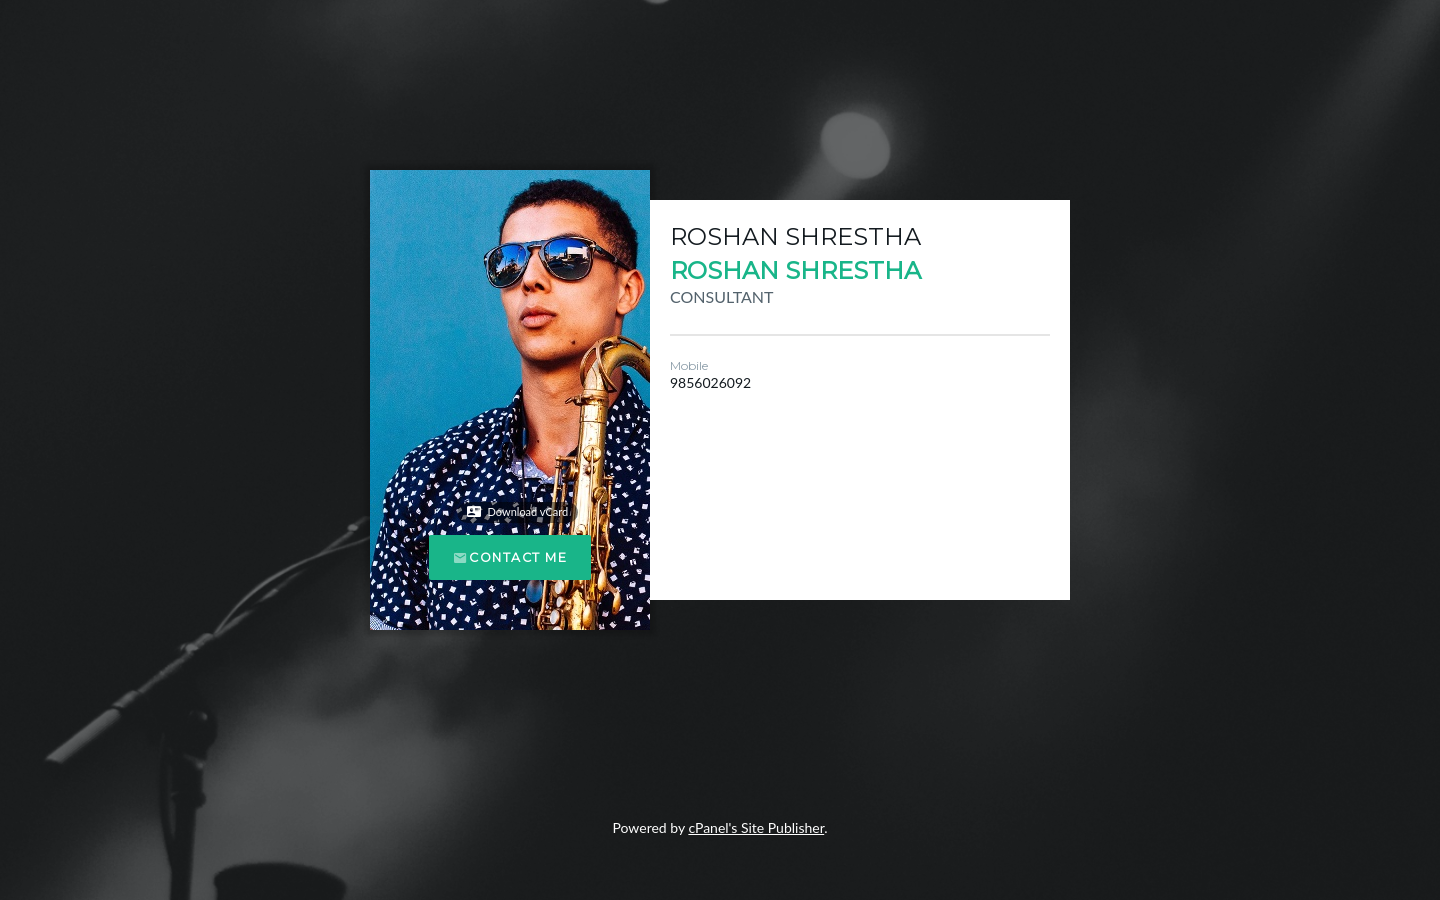 ROSHAN SHRESTHA
ROSHAN SHRESTHA
CONSULTANT
Mobile
9856026092
Download vCard
CONTACT ME
Powered by cPanel's Site Publisher.